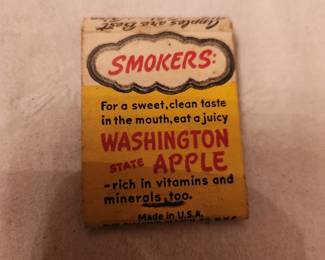 Apples are Best
SMOKERS:
For a sweet, clean taste
in the mouth, eat a juicy
WASHINGTON
STATE APPLE
-rich in vitamins and
minerals, too.
Made in U.S.A.